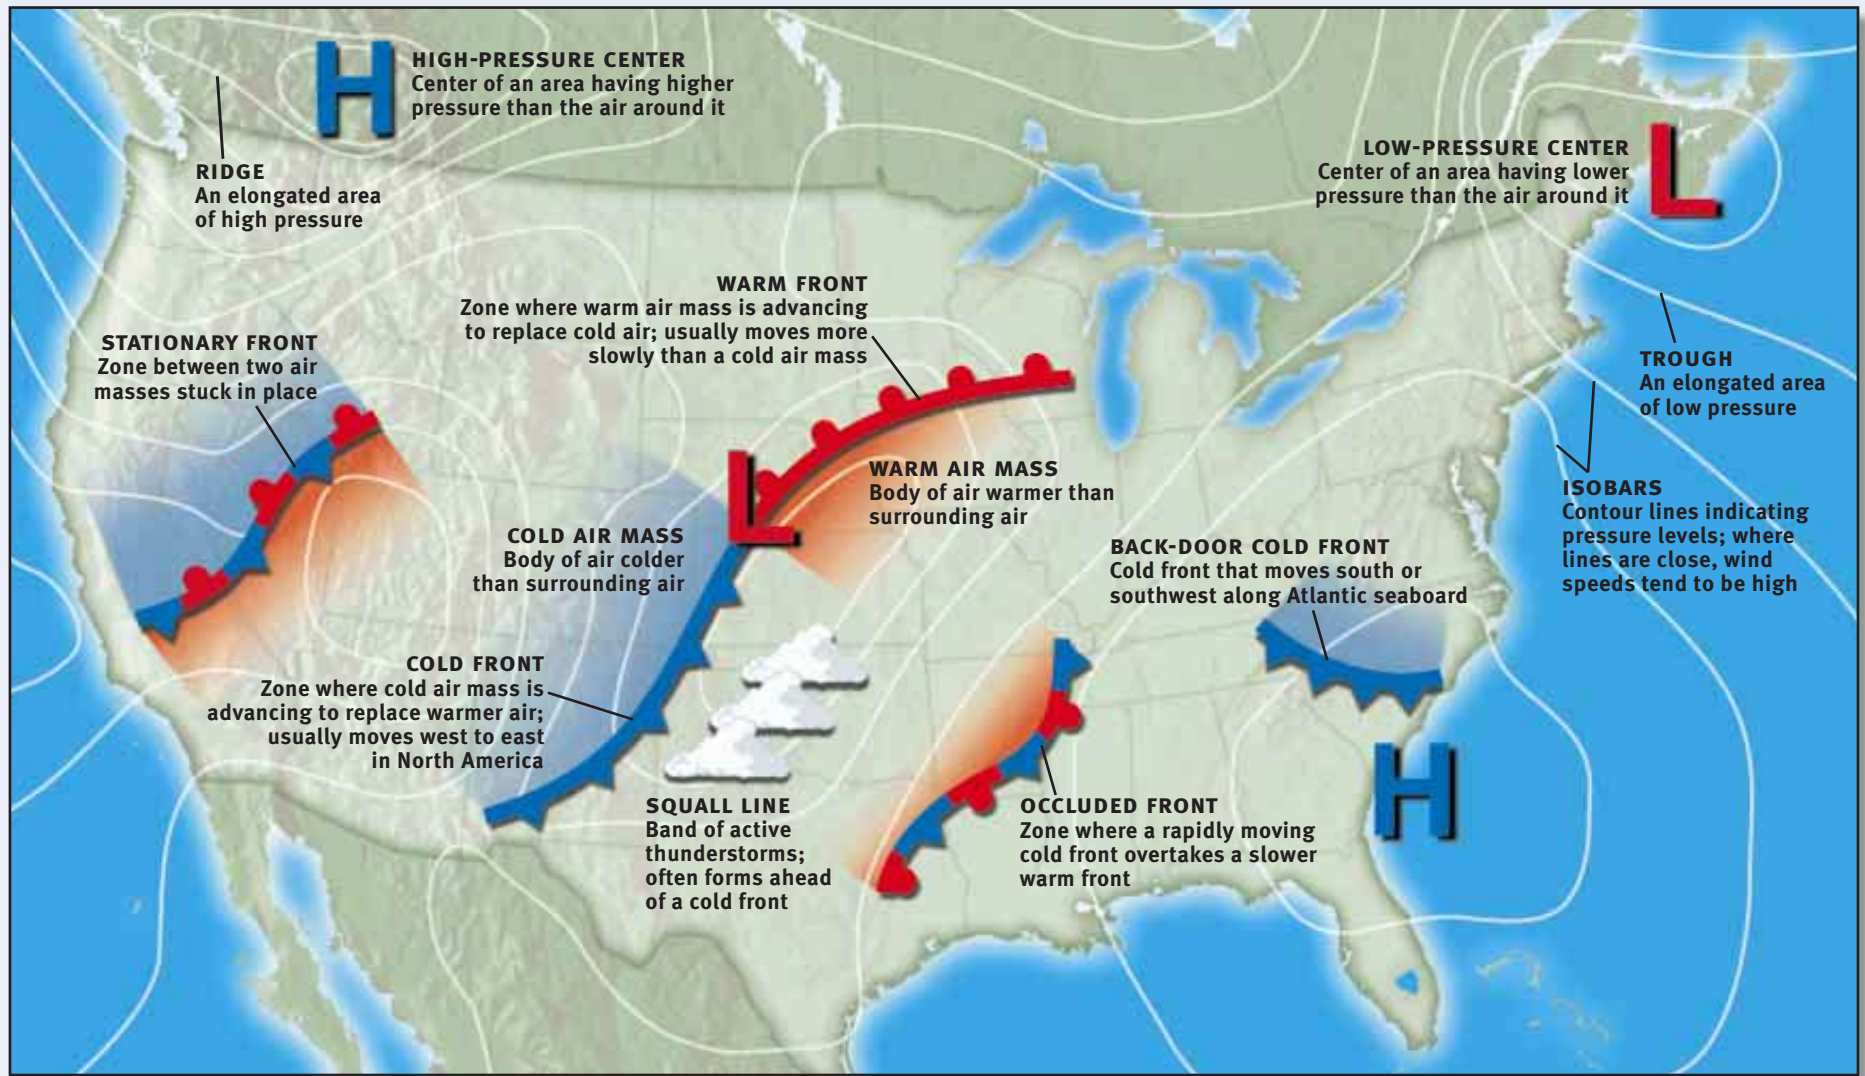 H
HIGH-PRESSURE CENTER
Center of an area having higher
pressure than the air around it
RIDGE
An elongated area
of high pressure
LOW-PRESSURE CENTER
Center of an area having lower
pressure than the air around it
L
WARM FRONT
Zone where warm air mass is advancing
to replace cold air; usually moves more
slowly than a cold air mass
STATIONARY FRONT
Zone between two air
masses stuck in place
TROUGH
An elongated area
of low pressure
L
WARM AIR MASS
Body of air warmer than
surrounding air
ISOBARS
Contour lines indicating
pressure levels; where
lines are close, wind
speeds tend to be high
COLD AIR MASS
Body of air colder
than surrounding air
BACK-DOOR COLD FRONT
Cold front that moves south or
southwest along Atlantic seaboard
COLD FRONT
Zone where cold air mass is
advancing to replace warmer air;
usually moves west to east
in North America
H
SQUALL LINE
Band of active
thunderstorms;
often forms ahead
of a cold front
OCCLUDED FRONT
Zone where a rapidly moving
cold front overtakes a slower
warm front